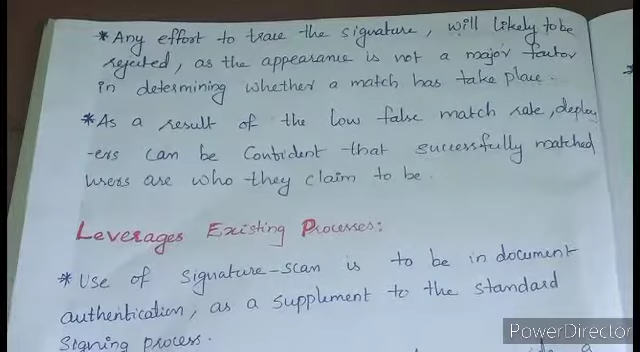 * Any effort to trace the signature, will likely to be
rejected, as the appearance is not a major factor
in determining whether a match has take place.
* As a result of the low false match rate, deploy
-ers can be confident that successfully matched
users are who they claim to be.
Leverages Existing Processes:
* Use of signature-scan is to be in document
authentication, as a supplement to the standard
signing process.
PowerDirector